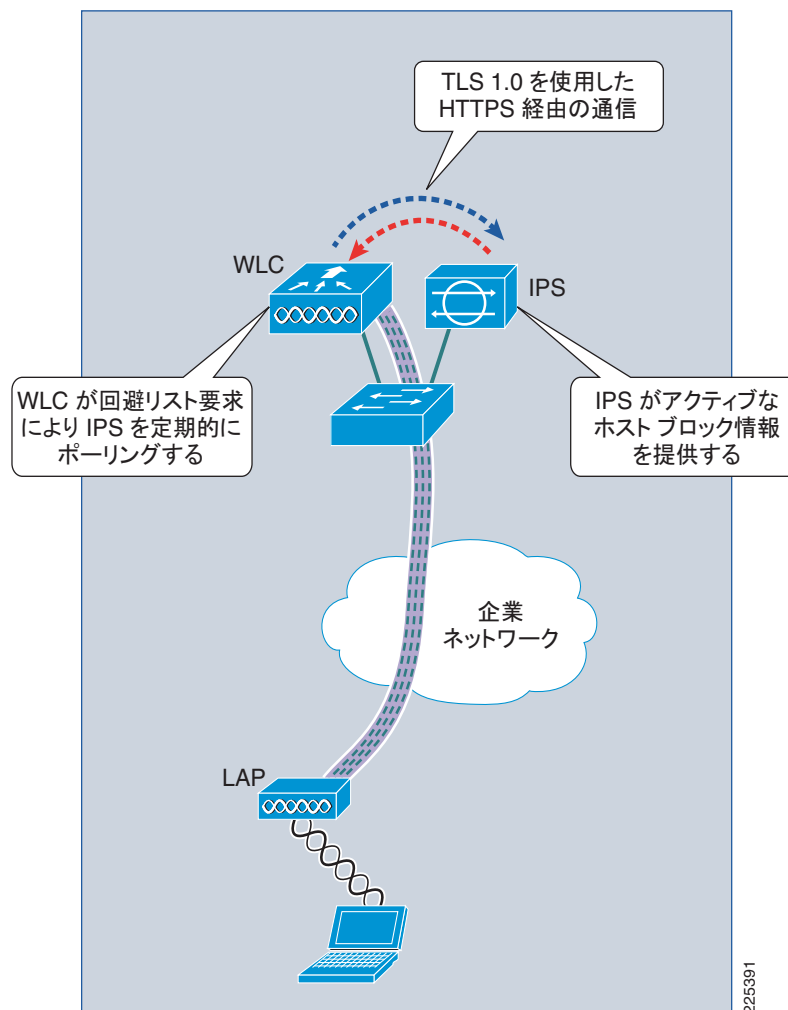 TLS 1.0 を使用した
HTTPS 経由の通信
WLC
IPS
WLC が回避リスト要求
により IPS を定期的に
ポーリングする
IPS がアクティブな
ホスト ブロック情報
を提供する
企業
ネットワーク
LAP
225391